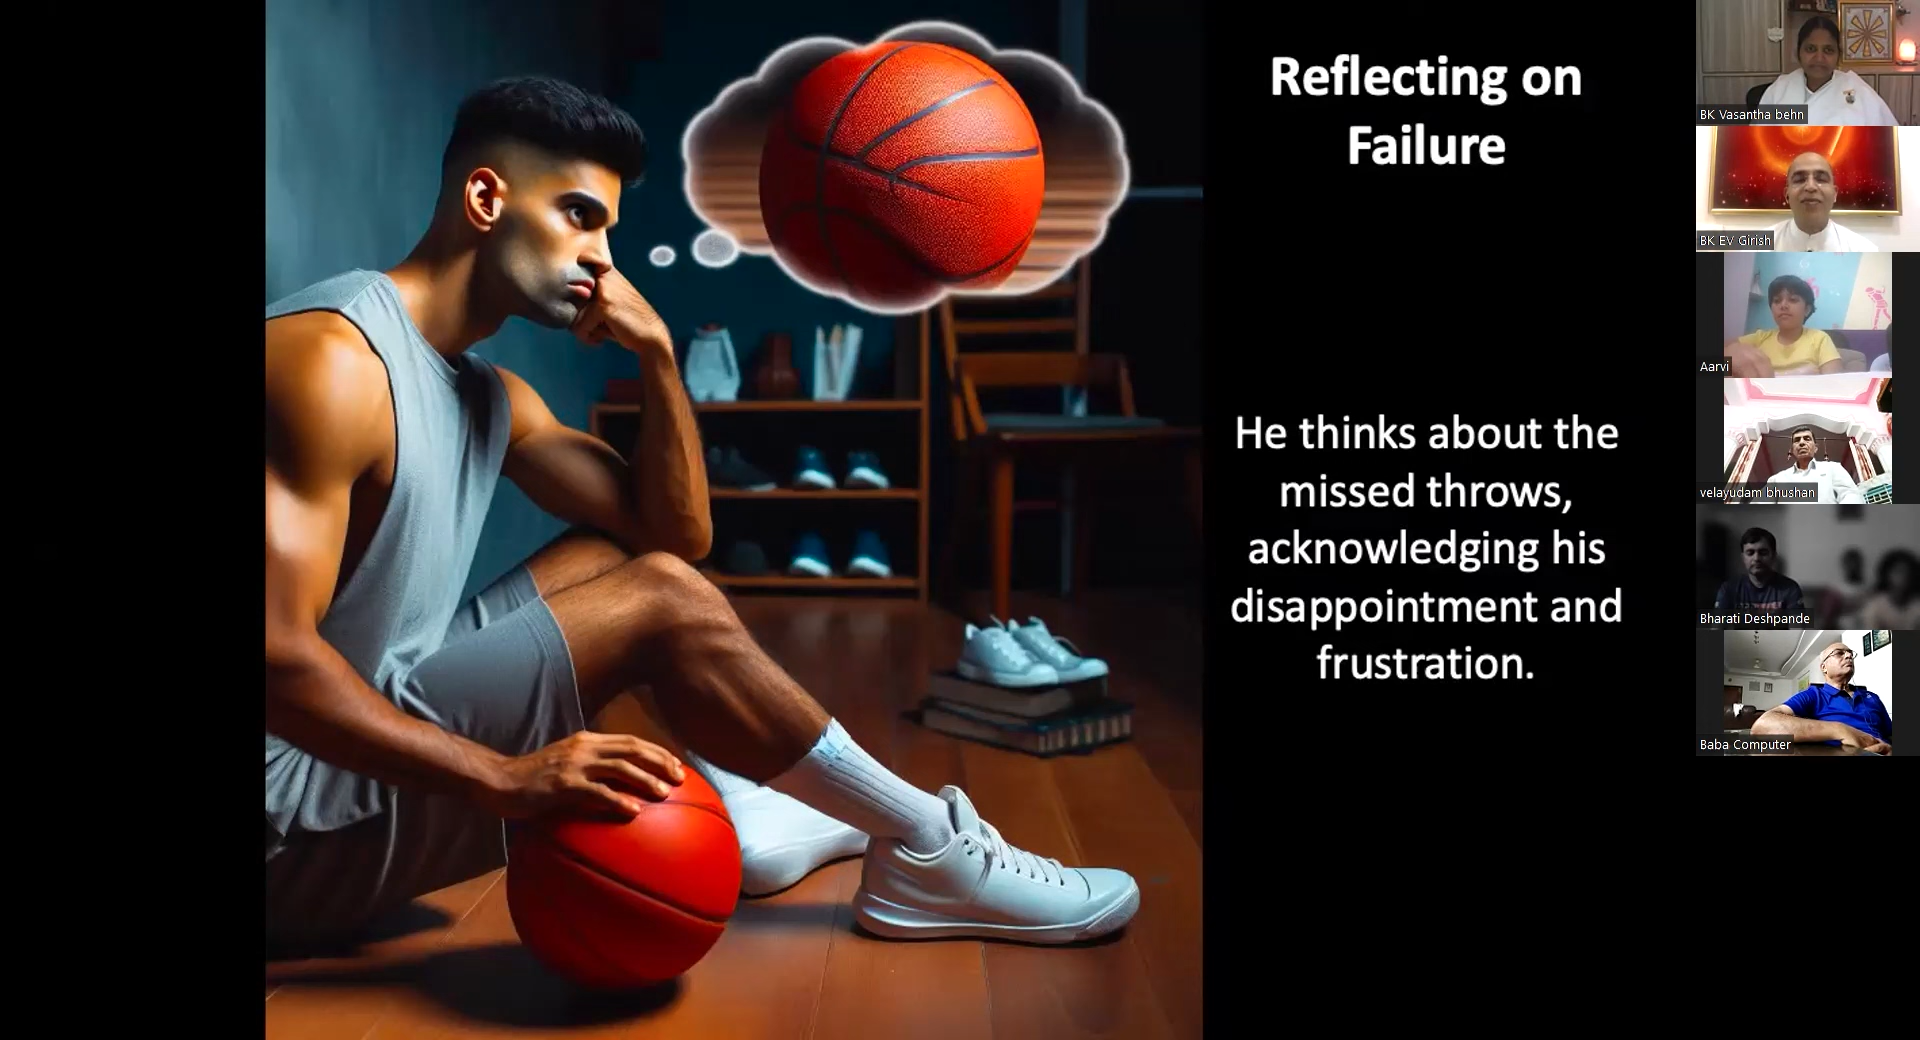 Reflecting on
Failure
He thinks about the
missed throws,
acknowledging his
disappointment and
frustration.
BK Vasantha behn
BK EV Girish
Aarvi
velayudam bhushan
Bharati Deshpande
Baba Computer